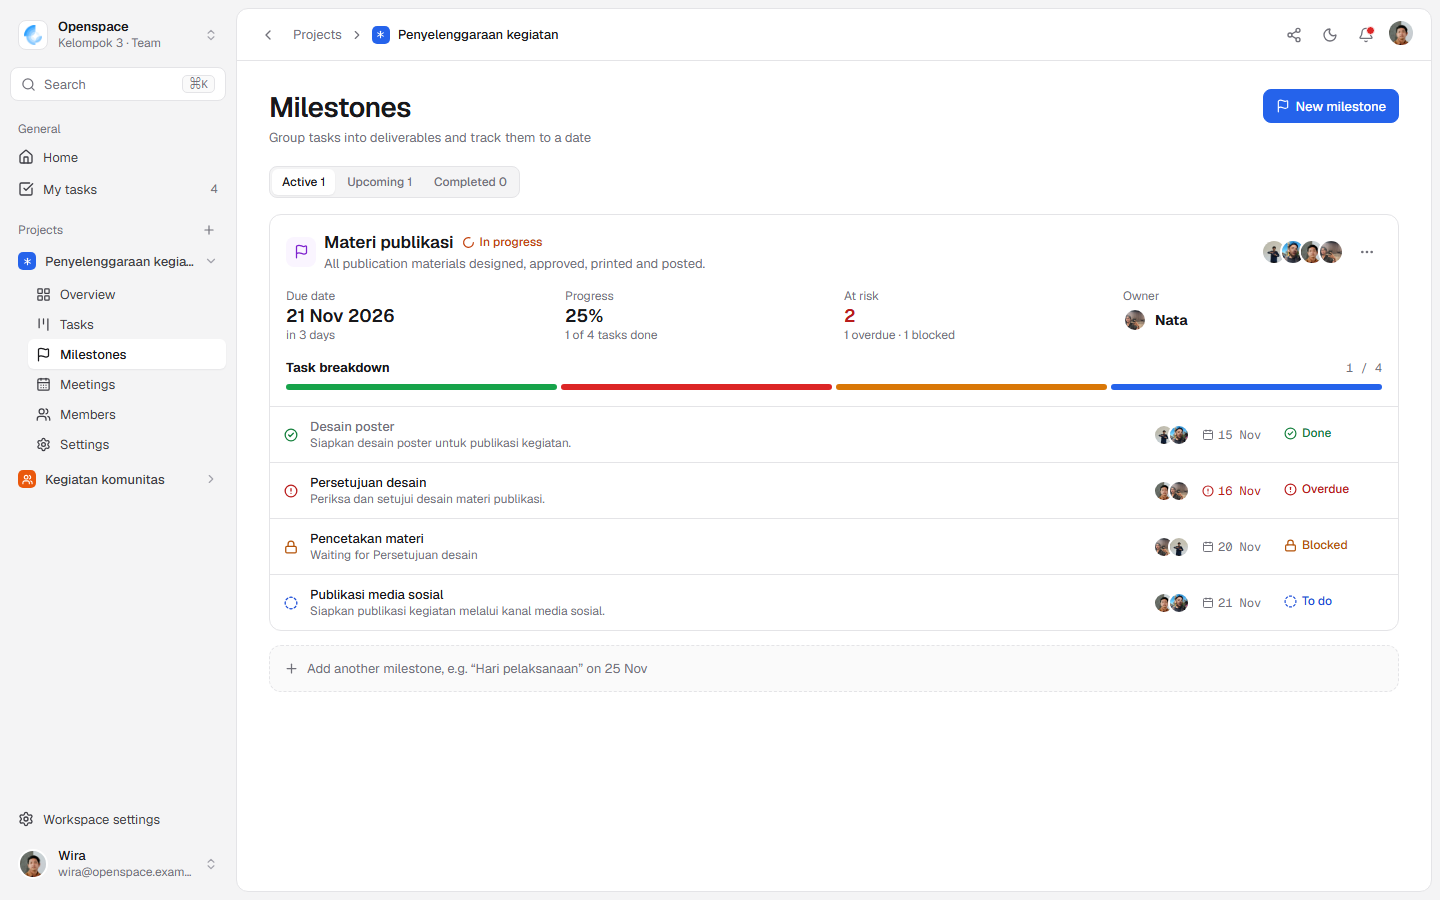 Openspace
Kelompok 3 · Team
Search
⌘K
General
Home
My tasks
4
Projects
Penyelenggaraan kegia...
Overview
Tasks
Milestones
Meetings
Members
Settings
Kegiatan komunitas
Workspace settings
Wira
wira@openspace.exam...
Projects
Penyelenggaraan kegiatan
Milestones
Group tasks into deliverables and track them to a date
New milestone
Active 1
Upcoming 1
Completed 0
Materi publikasi
In progress
All publication materials designed, approved, printed and posted.
Due date
21 Nov 2026
in 3 days
Progress
25%
1 of 4 tasks done
At risk
2
1 overdue · 1 blocked
Owner
Nata
Task breakdown
1 / 4
Desain poster
Siapkan desain poster untuk publikasi kegiatan.
15 Nov
Done
Persetujuan desain
Periksa dan setujui desain materi publikasi.
16 Nov
Overdue
Pencetakan materi
Waiting for Persetujuan desain
20 Nov
Blocked
Publikasi media sosial
Siapkan publikasi kegiatan melalui kanal media sosial.
21 Nov
To do
Add another milestone, e.g. “Hari pelaksanaan” on 25 Nov